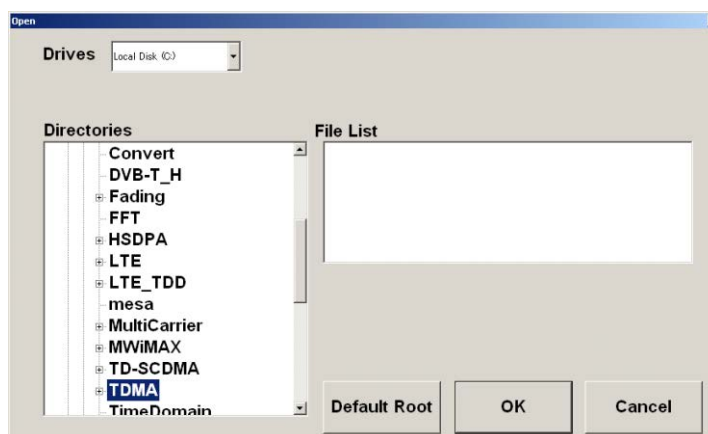 Open
Drives Local Disk (C:)
Directories
File List
Convert
DVB-T_H
Fading
FFT
HSDPA
LTE
LTE_TDD
mesa
MultiCarrier
MWiMAX
TD-SCDMA
TDMA
TimeDomain
Default Root OK Cancel